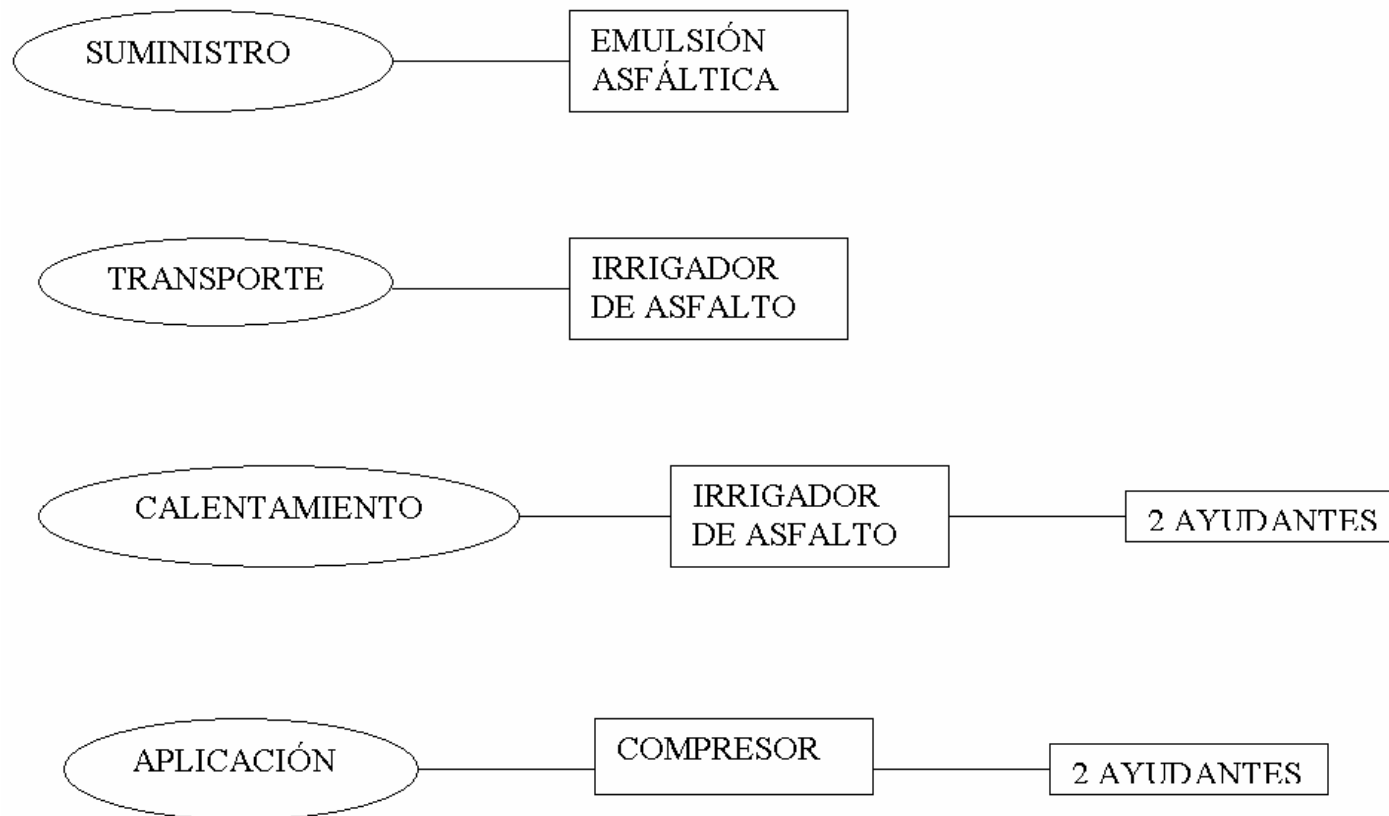 SUMINISTRO
EMULSIÓN
ASFÁLTICA
TRANSPORTE
IRRIGADOR
DE ASFALTO
CALENTAMIENTO
IRRIGADOR
DE ASFALTO
2 AYUDANTES
APLICACIÓN
COMPRESOR
2 AYUDANTES